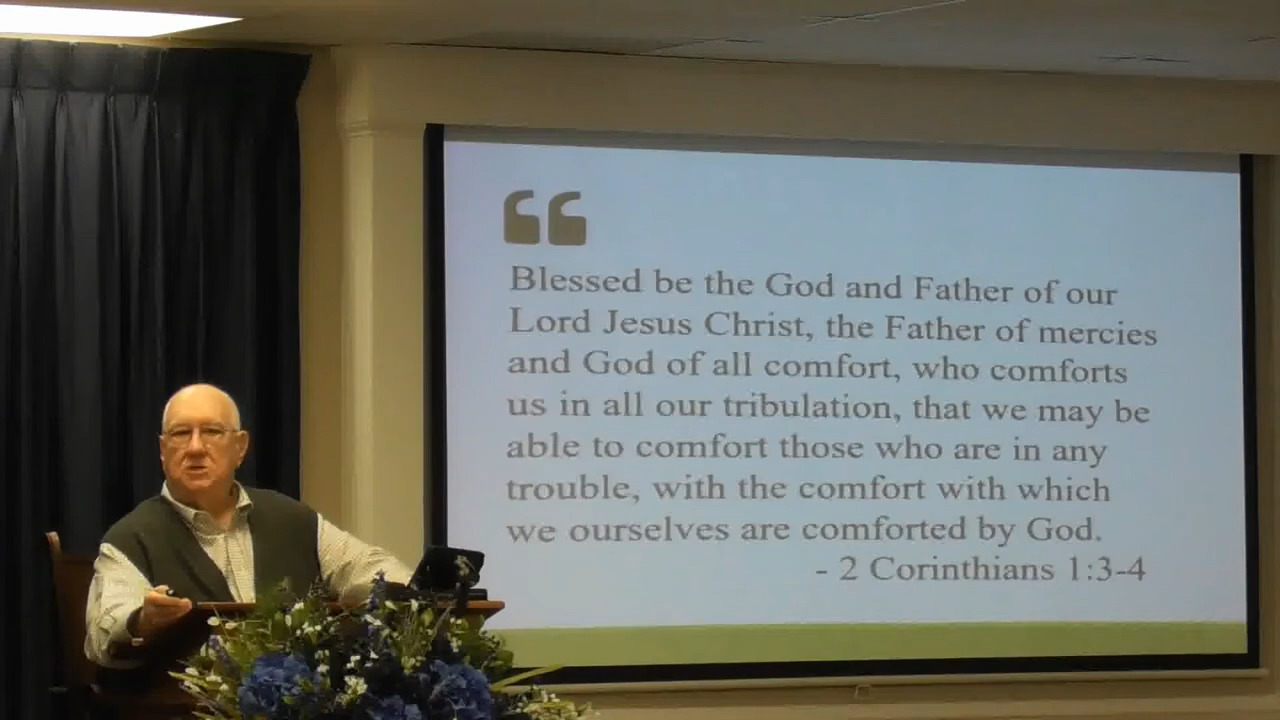 “
Blessed be the God and Father of our
Lord Jesus Christ, the Father of mercies
and God of all comfort, who comforts
us in all our tribulation, that we may be
able to comfort those who are in any
trouble, with the comfort with which
we ourselves are comforted by God.
- 2 Corinthians 1:3-4